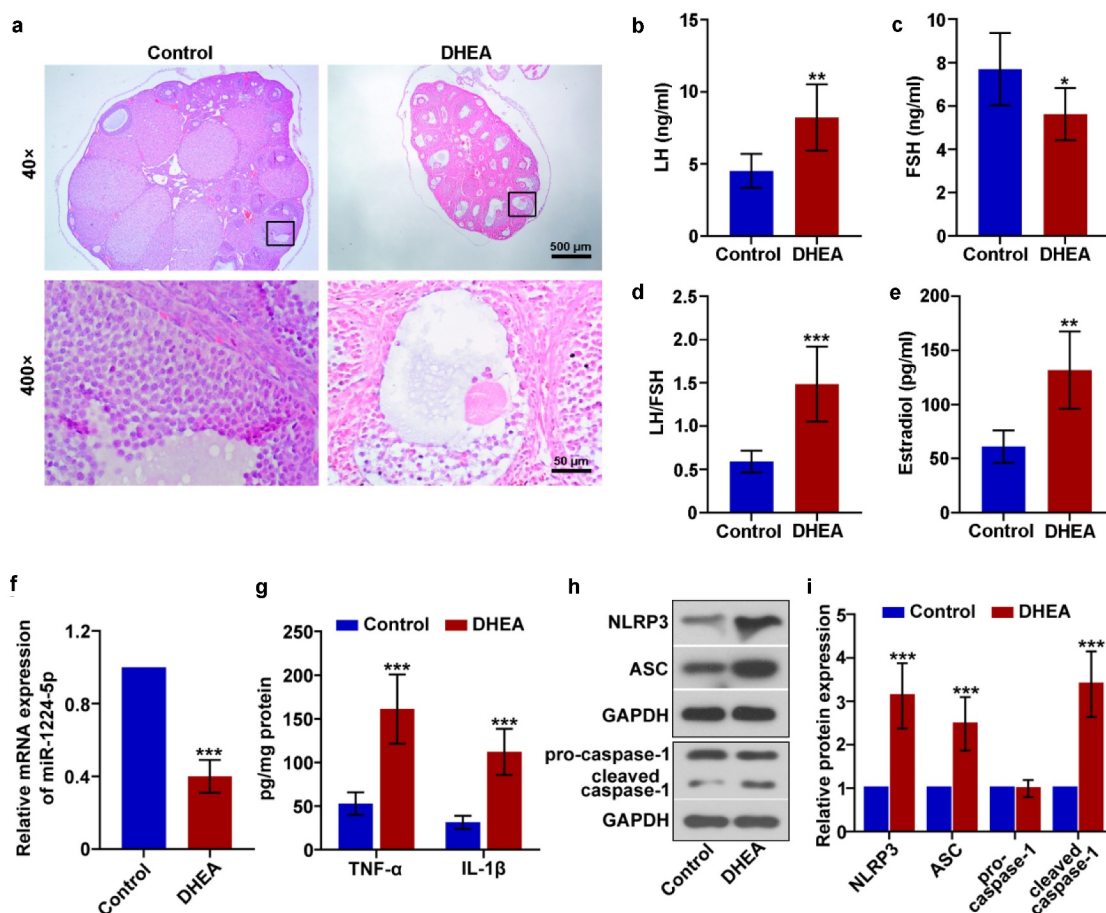 a
Control
DHEA
40×
500 μm
400×
50 μm
b
LH (ng/ml)
15
10
5
0
**
Control
DHEA
c
FSH (ng/ml)
10
8
6
4
2
0
*
Control
DHEA
d
LH/FSH
2.5
2.0
1.5
1.0
0.5
0
***
Control
DHEA
e
Estradiol (pg/ml)
200
150
100
50
0
**
Control
DHEA
f
Relative mRNA expression
of miR-1224-5p
1.2
0.8
0.4
0
***
Control
DHEA
g
Control
DHEA
pg/mg protein
250
200
150
100
50
0
***
***
TNF-α
IL-1β
h
NLRP3
ASC
GAPDH
pro-caspase-1
cleaved
caspase-1
GAPDH
Control
DHEA
i
Control
DHEA
Relative protein expression
5
4
3
2
1
0
***
***
***
NLRP3
ASC
pro-
caspase-1
cleaved
caspase-1